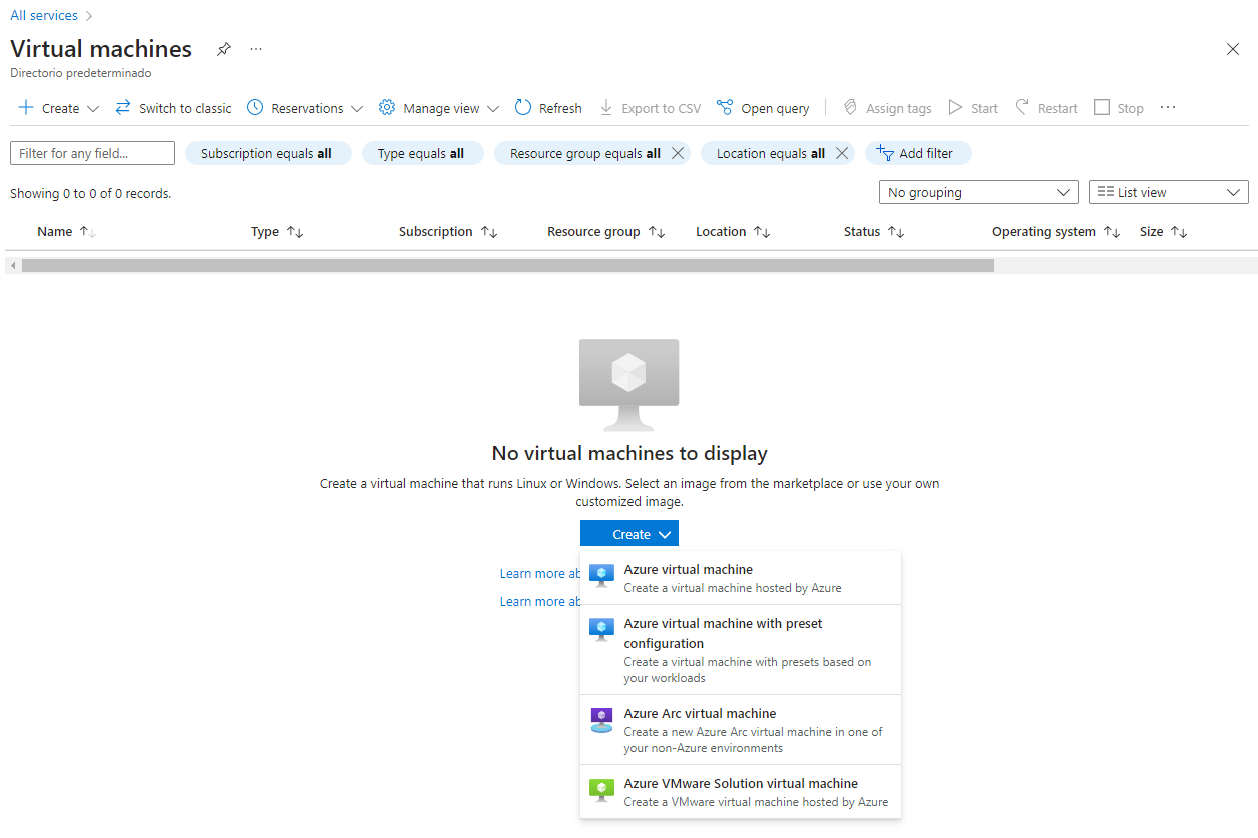 All services
Virtual machines
Directorio predeterminado
Create Switch to classic Reservations Manage view Refresh Export to CSV Open query Assign tags Start Restart Stop
Filter for any field... Subscription equals all Type equals all Resource group equals all Location equals all Add filter
Showing 0 to 0 of 0 records. No grouping List view
Name Type Subscription Resource group Location Status Operating system Size
No virtual machines to display
Create a virtual machine that runs Linux or Windows. Select an image from the marketplace or use your own
customized image.
Create
Learn more ab
Learn more ab
Azure virtual machine
Create a virtual machine hosted by Azure
Azure virtual machine with preset
configuration
Create a virtual machine with presets based on
your workloads
Azure Arc virtual machine
Create a new Azure Arc virtual machine in one of
your non-Azure environments
Azure VMware Solution virtual machine
Create a VMware virtual machine hosted by Azure